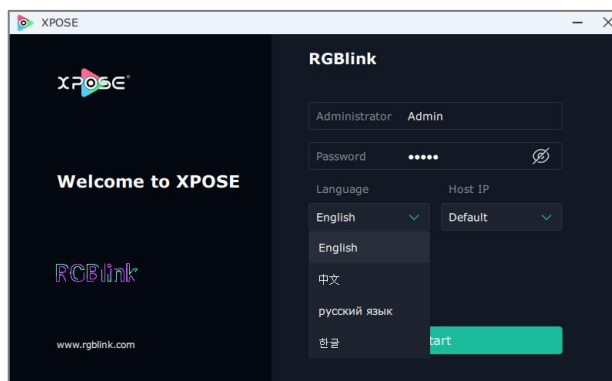 XPOSE
XPOSE
Welcome to XPOSE
RGBlink
www.rgblink.com
RGBlink
Administrator Admin
Password •••••
Language Host IP
English Default
English
中文
русский язык
한글
tart